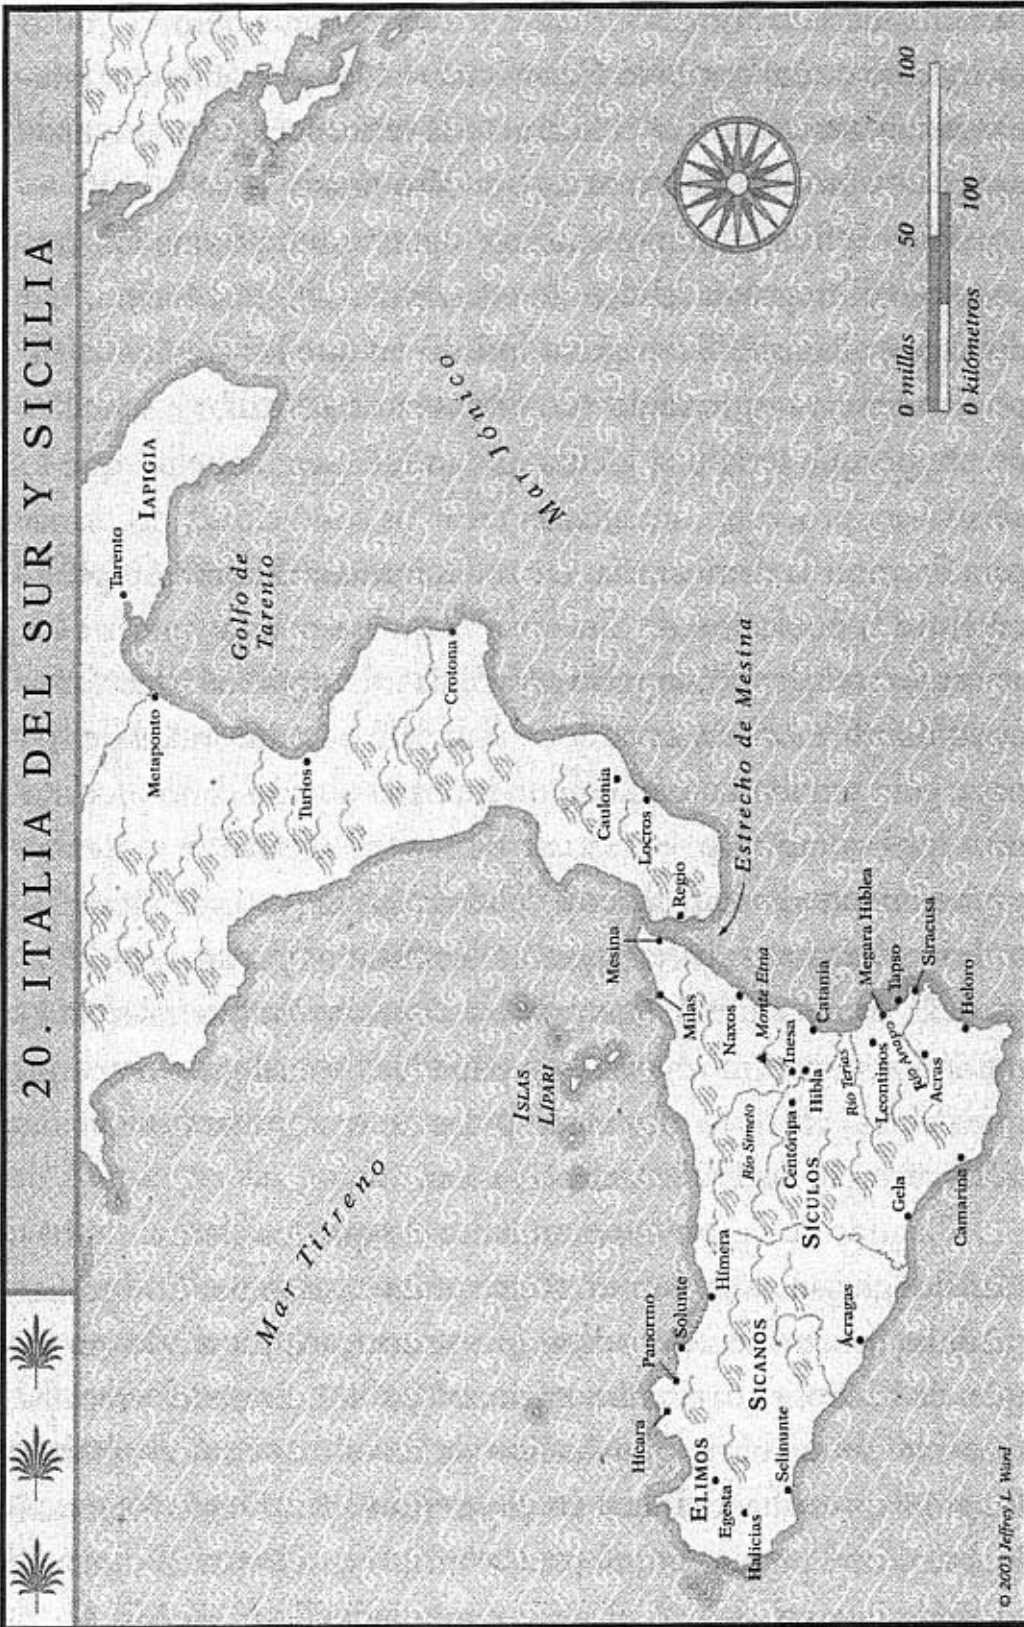 20. ITALIA DEL SUR Y SICILIA
Tarento
IAPIGIA
Metaponto
Golfo de
Tarento
Turios
Crotona
Mar Jónico
Mar Tirreno
Caulonia
Locros
Regio
Estrecho de Mesina
ISLAS
LÍPARI
Mesina
Milas
Naxos
Monte Etna
Inesa
Catania
Hibla
Centóripa
Río Simeto
Río Terias
Megara Hiblea
Tapso
Siracusa
Leontinos
Río Anapo
Acras
Heloro
SÍCULOS
Gela
Camarina
Hímera
Solunte
Panormo
Hícara
SICANOS
Ácragas
ELIMOS
Egesta
Halicias
Selinunte
0 millas 50 100
0 kilómetros 100
© 2003 Jeffrey L. Ward